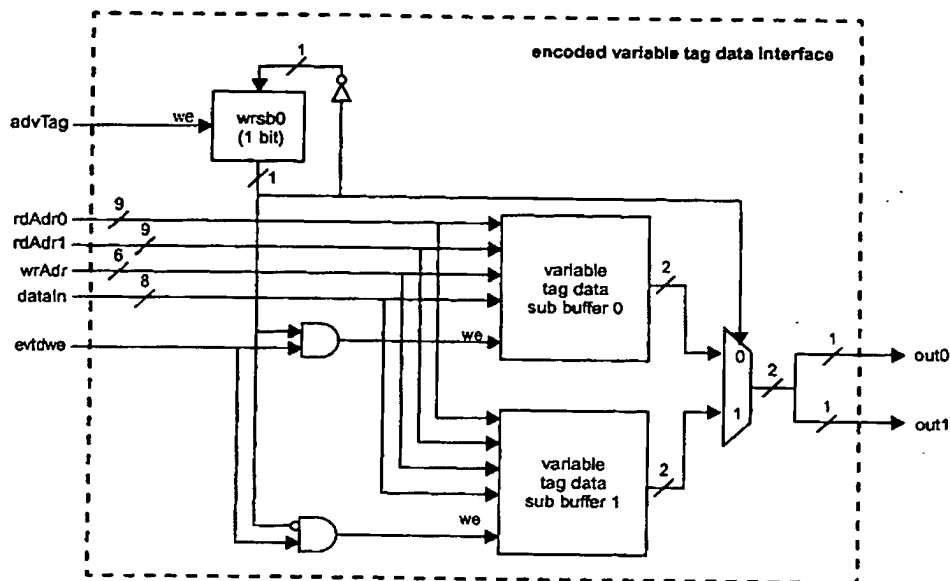 1
encoded variable tag data interface
advTag
we
wrsb0
(1 bit)
1
rdAdr0
9
rdAdr1
9
wrAdr
6
dataIn
8
variable
tag data
sub buffer 0
2
evtdwe
we
0
1
2
1
out0
1
out1
variable
tag data
sub buffer 1
2
we